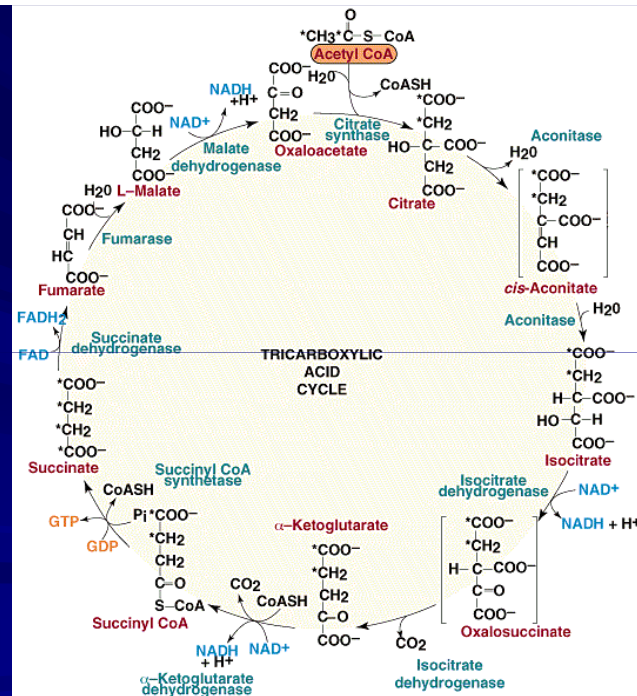 O
*CH3*C–S–CoA
Acetyl CoA
H20
CoASH
Citrate
synthase
COO–
C=O
CH2
COO–
Oxaloacetate
*COO–
*CH2
HO C–COO–
CH2
COO–
Citrate
Aconitase
H20
*COO–
*CH2
C–COO–
CH
COO–
cis-Aconitate
Aconitase
H20
*COO–
*CH2
H–C–COO–
HO–C–H
COO–
Isocitrate
Isocitrate
dehydrogenase
NAD+
NADH + H+
*COO–
*CH2
H–C–COO–
C=O
COO–
Oxalosuccinate
Isocitrate
dehydrogenase
CO2
α–Ketoglutarate
*COO–
*CH2
CH2
C–O
COO–
CO2
CoASH
NADH
+ H+
NAD+
α–Ketoglutarate
dehydrogenase
Pi
*COO–
*CH2
CH2
C=O
S–CoA
Succinyl CoA
Succinyl CoA
synthetase
CoASH
GTP
GDP
*COO–
*CH2
*CH2
*COO–
Succinate
Succinate
dehydrogenase
FADH2
FAD
COO–
CH
HC
COO–
Fumarate
Fumarase
H20
COO–
HO–C–H
CH2
COO–
L–Malate
Malate
dehydrogenase
NAD+
NADH
+H+
TRICARBOXYLIC
ACID
CYCLE